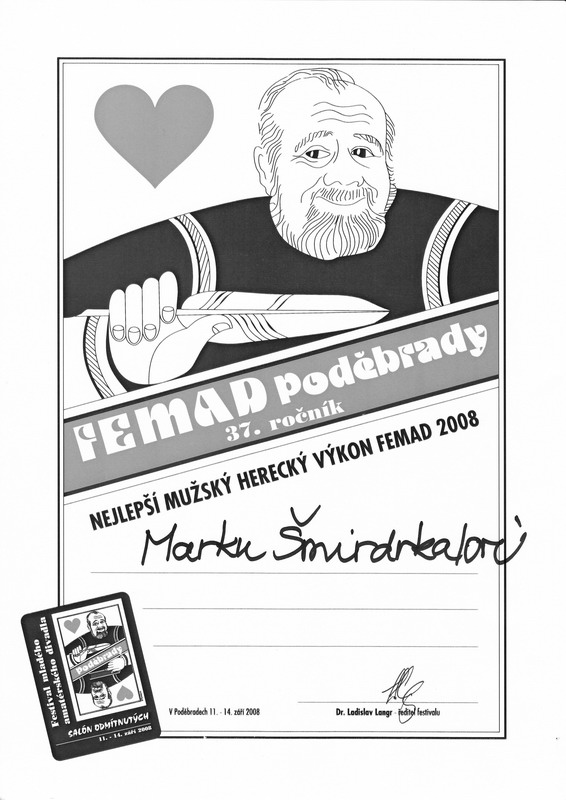 FEMAD Poděbrady
37. ročník
NEJLEPŠÍ MUŽSKÝ HERECKÝ VÝKON FEMAD 2008
Marku Šmirdrkalovi
Festival mladého
amatérského divadla
Poděbrady
SALÓN ODMÍTNUTÝCH
11. - 14. září 2008
V Poděbradech 11. - 14. září 2008
Dr. Ladislav Langr - ředitel festivalu